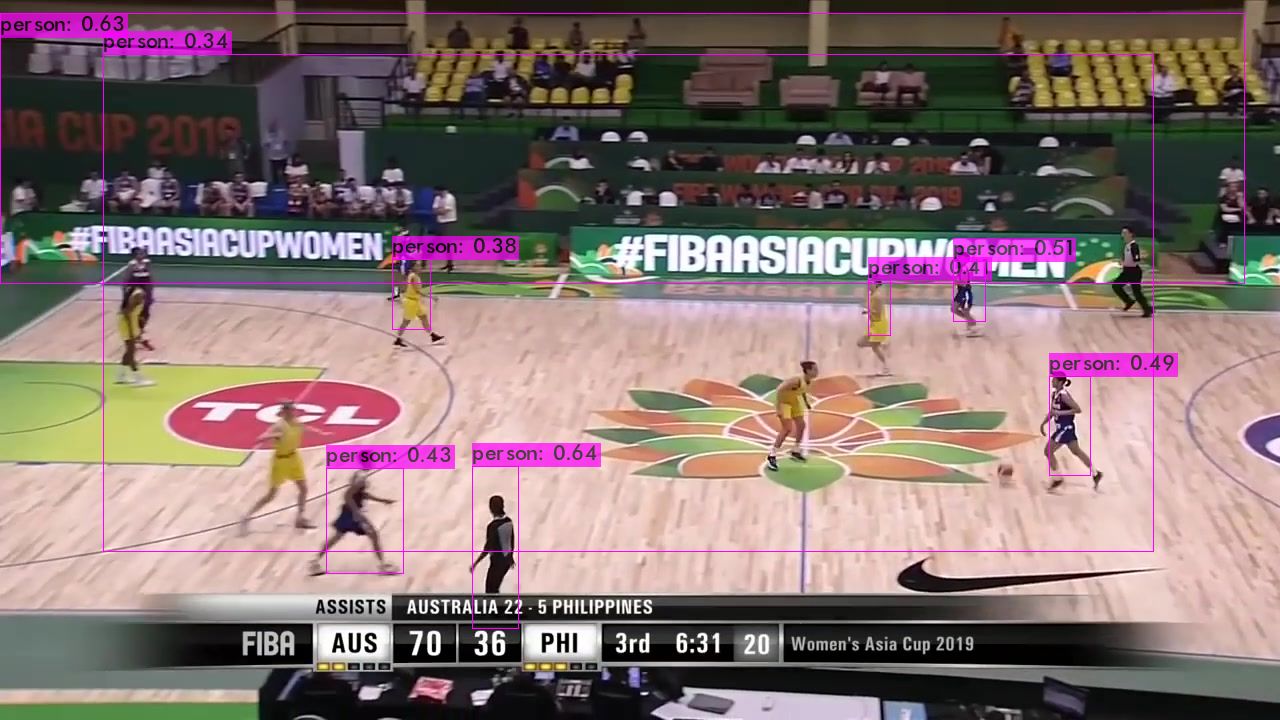 person: 0.63
person: 0.34
IA CUP 2019
#FIBAASIACUPWOMEN
#FIBAASIACUPWOMEN
person: 0.38
person: 0.51
person: 0.41
person: 0.49
TCL
person: 0.43
person: 0.64
ASSISTS AUSTRALIA 22 - 5 PHILIPPINES
FIBA AUS 70 36 PHI 3rd 6:31 20 Women's Asia Cup 2019